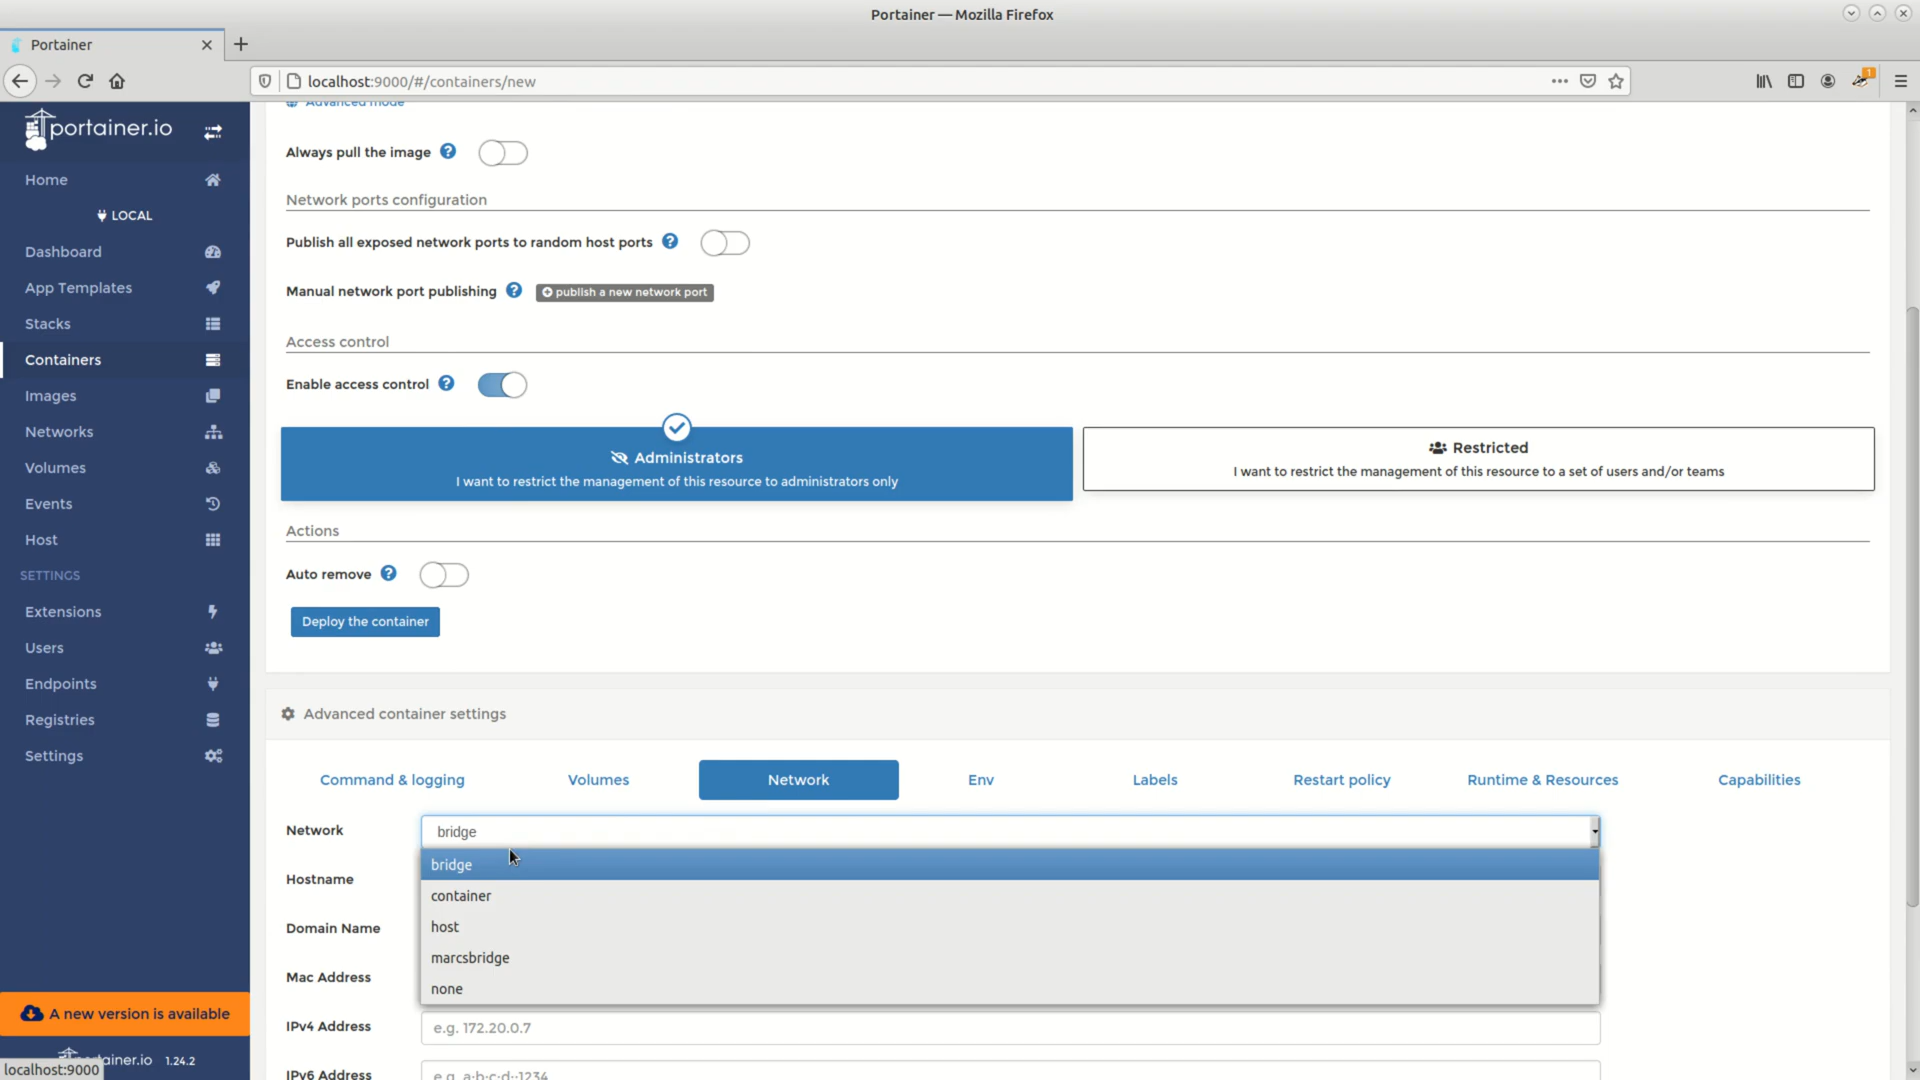 Portainer — Mozilla Firefox
Portainer
localhost:9000/#/containers/new
1
portainer.io
Home
LOCAL
Dashboard
App Templates
Stacks
Containers
Images
Networks
Volumes
Events
Host
SETTINGS
Extensions
Users
Endpoints
Registries
Settings
A new version is available
portainer.io 1.24.2
localhost:9000
Advanced mode
Always pull the image
Network ports configuration
Publish all exposed network ports to random host ports
Manual network port publishing publish a new network port
Access control
Enable access control
Administrators
I want to restrict the management of this resource to administrators only
Restricted
I want to restrict the management of this resource to a set of users and/or teams
Actions
Auto remove
Deploy the container
Advanced container settings
Command & logging Volumes Network Env Labels Restart policy Runtime & Resources Capabilities
Network bridge
bridge
Hostname
container
host
Domain Name
marcsbridge
Mac Address
none
IPv4 Address e.g. 172.20.0.7
IPv6 Address e.g. a:b:c:d::1234